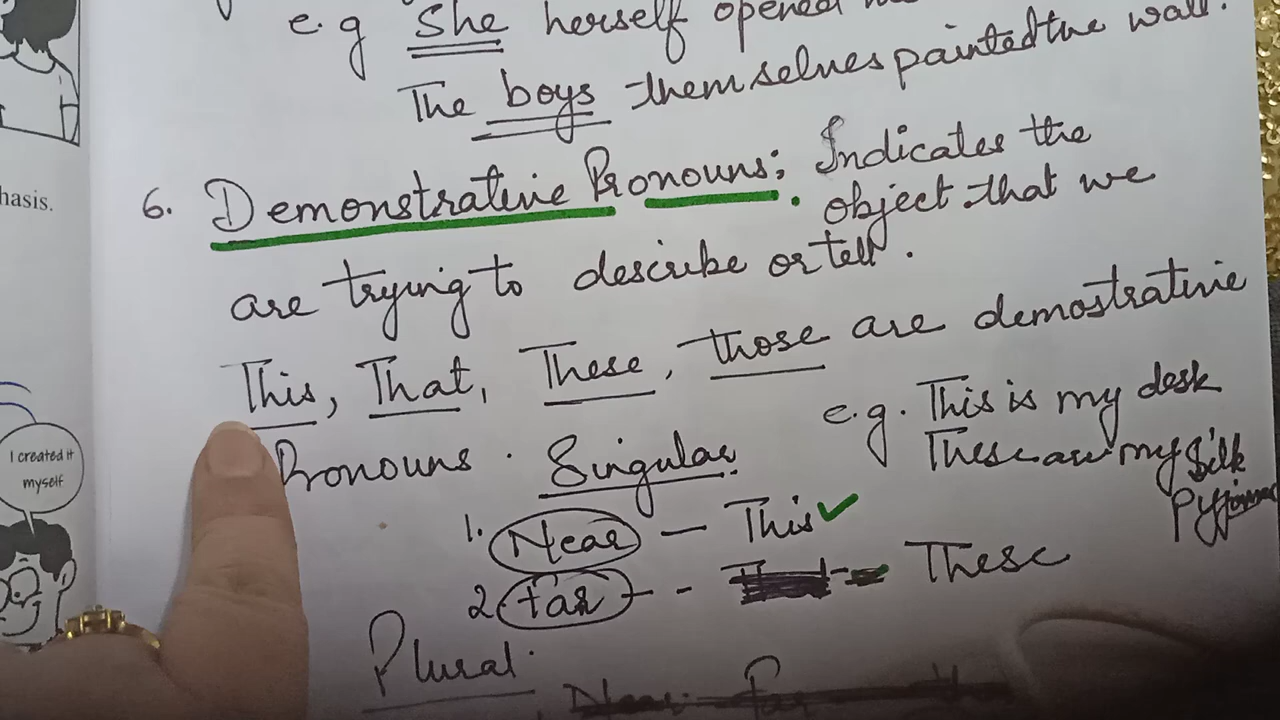 e.g She herself opened
The boys themselves painted the wall.
hasis.
6. Demonstrative Pronouns: Indicates the
object that we
are trying to describe or tell.
This, That, These, those are demostrative
Pronouns.
e.g. This is my desk
These are my Silk
Pyjamas
I created it
myself
Singular
1. Near - This
2. Far - - These
Plural